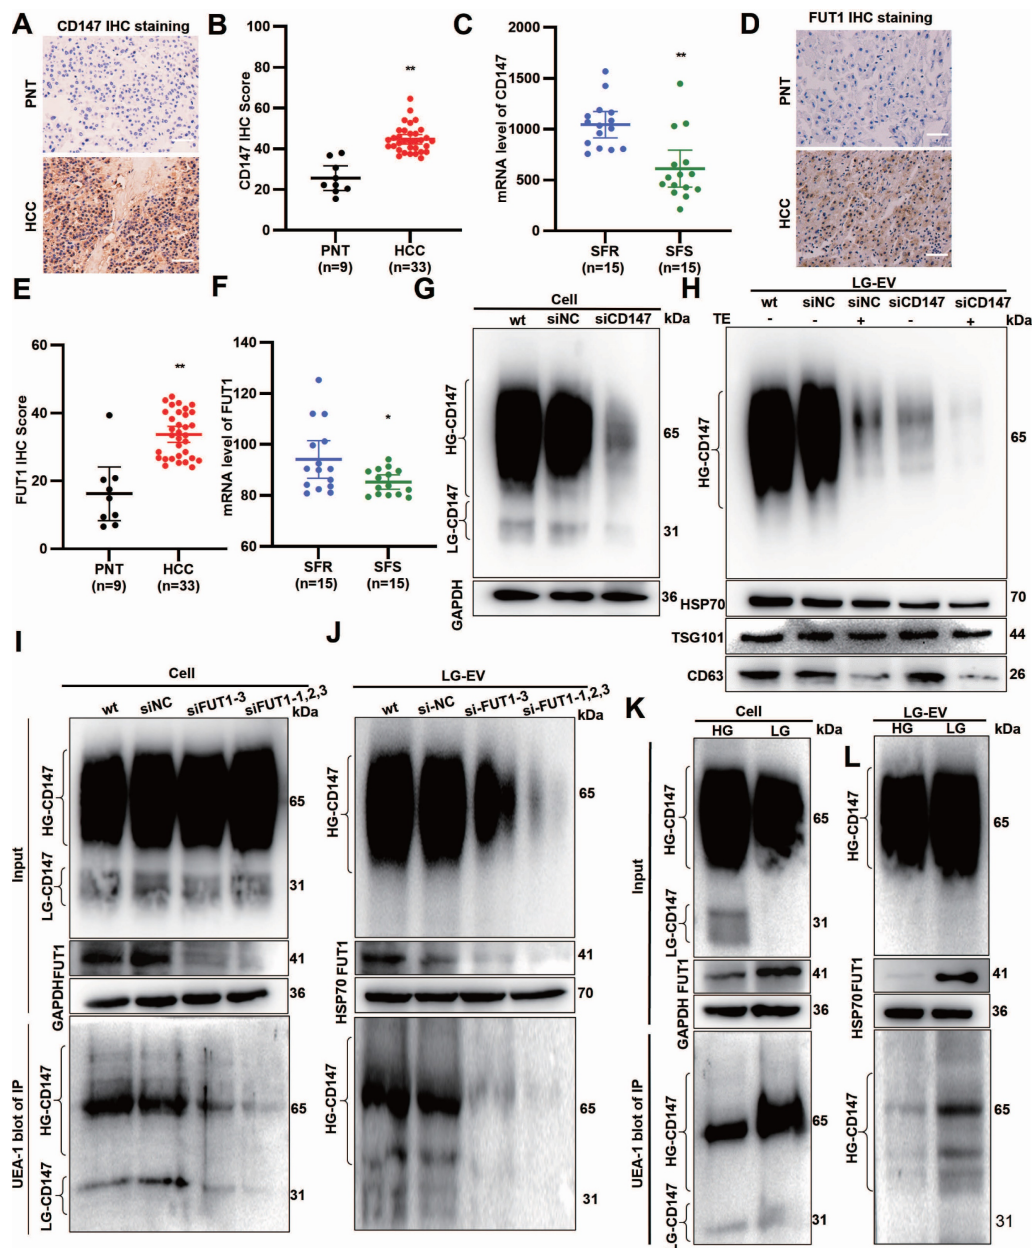 A
CD147 IHC staining
PNT
HCC
B
CD147 IHC Score
100
80
60
40
20
0
**
PNT
(n=9)
HCC
(n=33)
C
mRNA level of CD147
2000
1500
1000
500
0
**
SFR
(n=15)
SFS
(n=15)
D
FUT1 IHC staining
PNT
HCC
E
FUT1 IHC Score
60
40
20
0
**
PNT
(n=9)
HCC
(n=33)
F
mRNA level of FUT1
140
120
100
80
60
*
SFR
(n=15)
SFS
(n=15)
G
Cell
wt siNC siCD147 kDa
HG-CD147
65
LG-CD147
31
GAPDH
36
H
LG-EV
wt siNC siNC siCD147 siCD147
TE - - + - + kDa
HG-CD147
65
HSP70 70
TSG101 44
CD63 26
I
Cell
wt siNC siFUT1-3 siFUT1-1,2,3
kDa
Input
HG-CD147
65
LG-CD147
31
FUT1
41
GAPDH
36
UEA-1 blot of IP
HG-CD147
65
LG-CD147
31
J
LG-EV
wt si-NC si-FUT1-3 si-FUT1-1,2,3
kDa
HG-CD147
65
FUT1
41
HSP70
70
HG-CD147
65
31
K
Cell
HG LG kDa
Input
HG-CD147
65
LG-CD147
31
FUT1
41
GAPDH
36
UEA-1 blot of IP
HG-CD147
65
LG-CD147
31
L
LG-EV
HG LG kDa
HG-CD147
65
31
FUT1
41
HSP70
36
HG-CD147
65
31